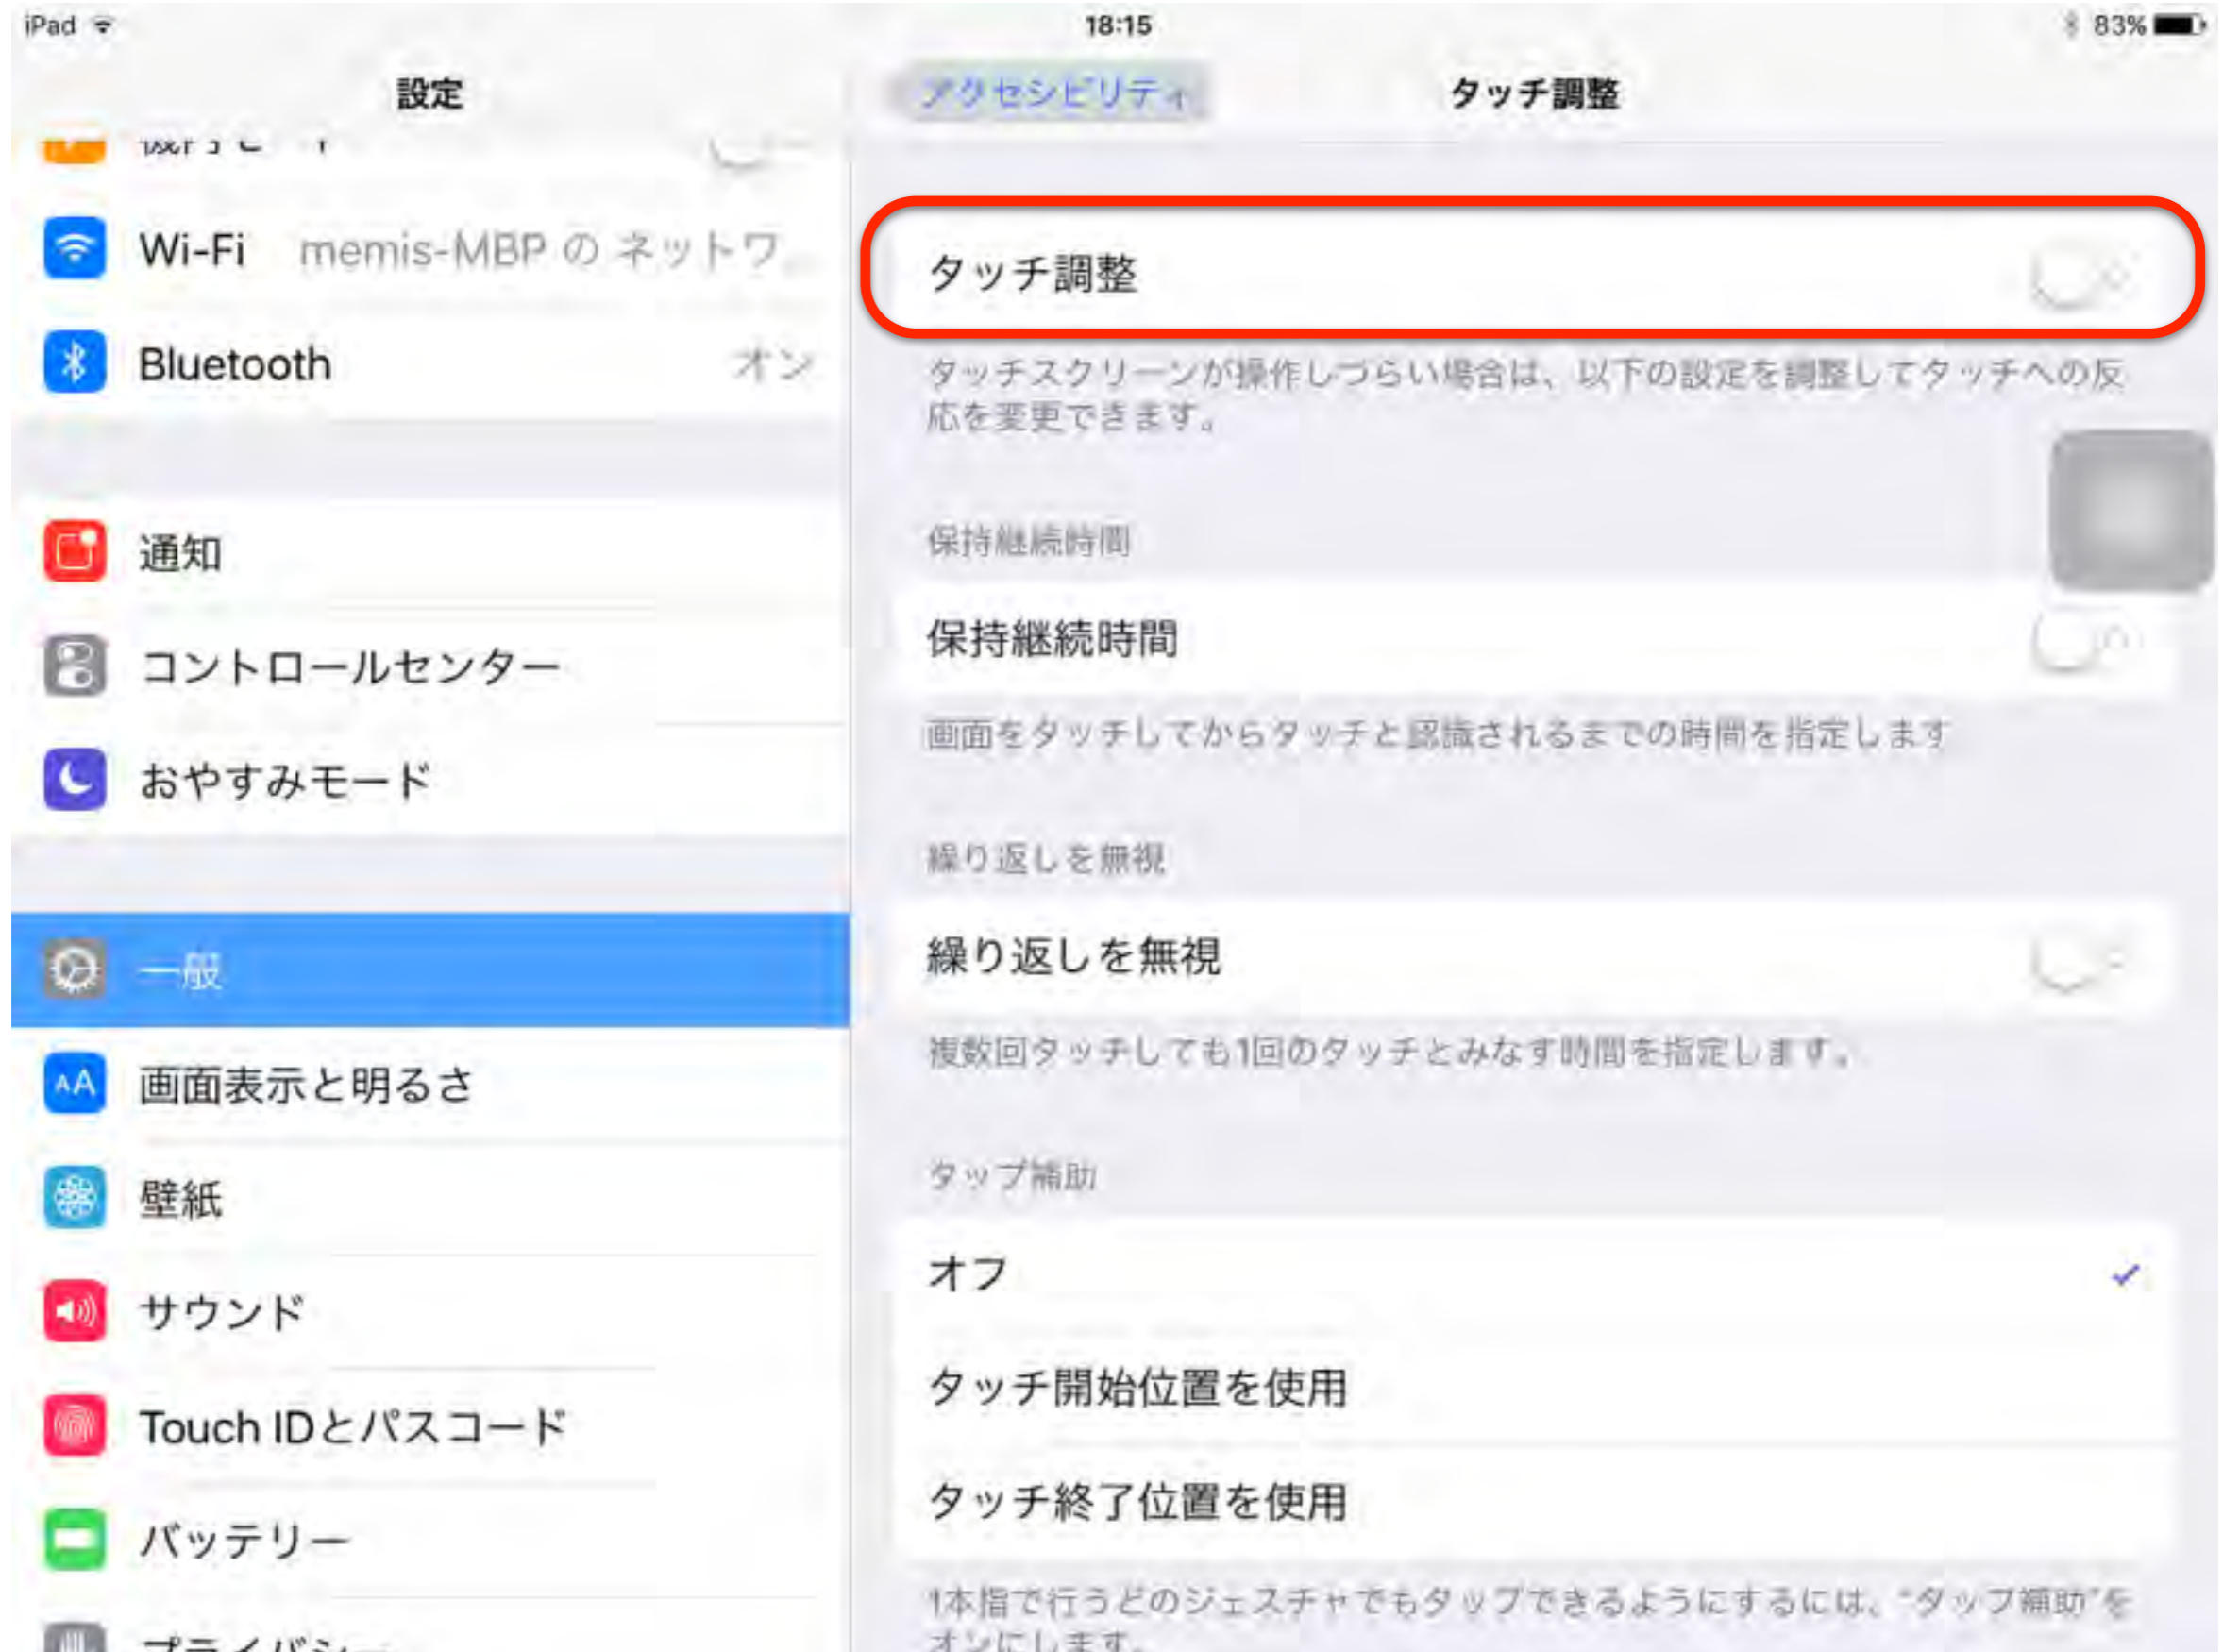 iPad
18:15
83%
設定
Wi-Fi memis-MBP の ネットワ
Bluetooth オン
通知
コントロールセンター
おやすみモード
一般
AA 画面表示と明るさ
壁紙
サウンド
Touch IDとパスコード
バッテリー
プライバシー
アクセシビリティ
タッチ調整
タッチ調整
タッチスクリーンが操作しづらい場合は、以下の設定を調整してタッチへの反
応を変更できます。
保持継続時間
保持継続時間
画面をタッチしてからタッチと認識されるまでの時間を指定します
繰り返しを無視
繰り返しを無視
複数回タッチしても1回のタッチとみなす時間を指定します。
タップ補助
オフ
タッチ開始位置を使用
タッチ終了位置を使用
1本指で行うどのジェスチャでもタップできるようにするには、“タップ補助”を
オンにします。